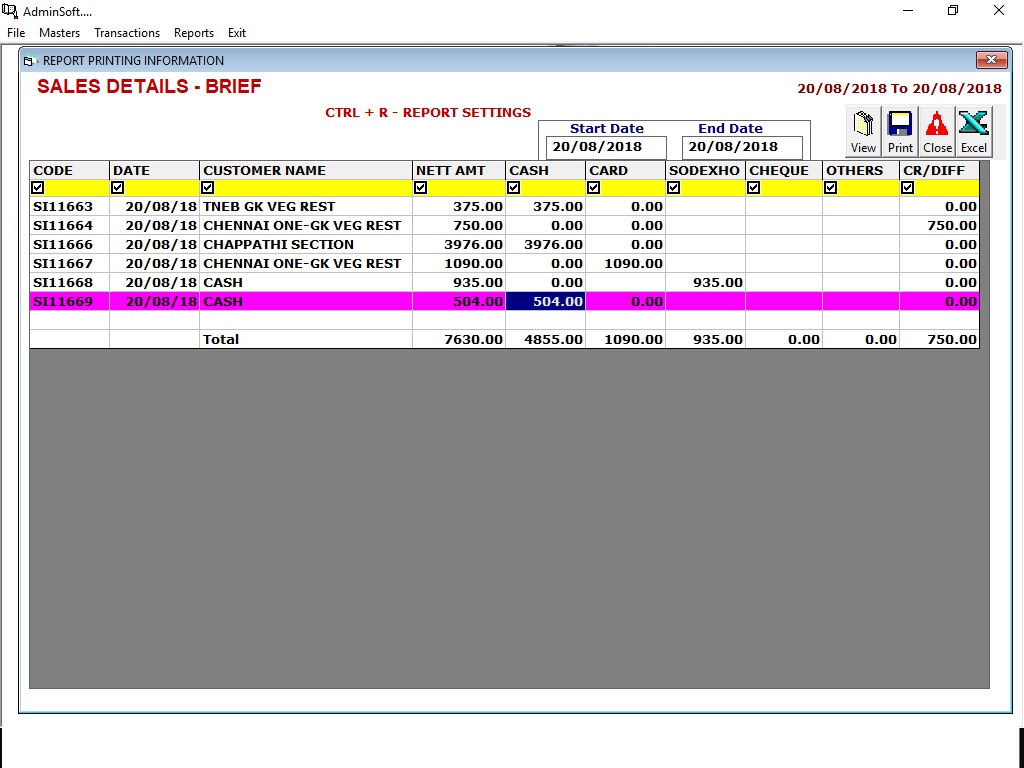 AdminSoft....
File Masters Transactions Reports Exit
REPORT PRINTING INFORMATION
SALES DETAILS - BRIEF
20/08/2018 To 20/08/2018
CTRL + R - REPORT SETTINGS
Start Date End Date
20/08/2018 20/08/2018
View Print Close Excel
CODE DATE CUSTOMER NAME NETT AMT CASH CARD SODEXHO CHEQUE OTHERS CR/DIFF
SI11663 20/08/18 TNEB GK VEG REST 375.00 375.00 0.00 0.00
SI11664 20/08/18 CHENNAI ONE-GK VEG REST 750.00 0.00 0.00 750.00
SI11666 20/08/18 CHAPPATHI SECTION 3976.00 3976.00 0.00 0.00
SI11667 20/08/18 CHENNAI ONE-GK VEG REST 1090.00 0.00 1090.00 0.00
SI11668 20/08/18 CASH 935.00 0.00 935.00 0.00
SI11669 20/08/18 CASH 504.00 504.00 0.00 0.00
Total 7630.00 4855.00 1090.00 935.00 0.00 0.00 750.00